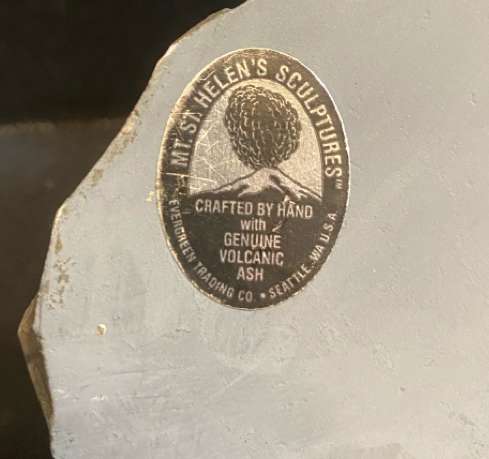 MT. ST. HELEN'S SCULPTURES™
CRAFTED BY HAND
with
GENUINE
VOLCANIC
ASH
EVERGREEN TRADING CO. • SEATTLE, WA U.S.A.